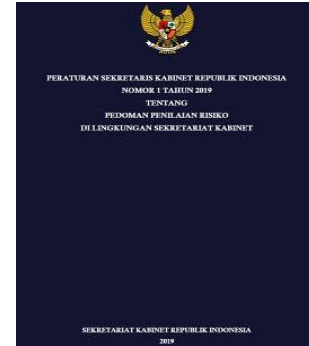 PERATURAN SEKRETARIS KABINET REPUBLIK INDONESIA
NOMOR 1 TAHUN 2019
TENTANG
PEDOMAN PENILAIAN RISIKO
DI LINGKUNGAN SEKRETARIAT KABINET
SEKRETARIAT KABINET REPUBLIK INDONESIA
2019